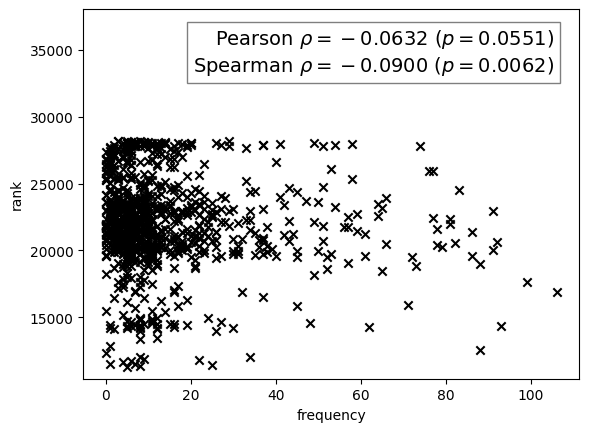 Pearson ρ = −0.0632 (p = 0.0551)
Spearman ρ = −0.0900 (p = 0.0062)
35000
30000
25000
20000
15000
rank
0 20 40 60 80 100
frequency